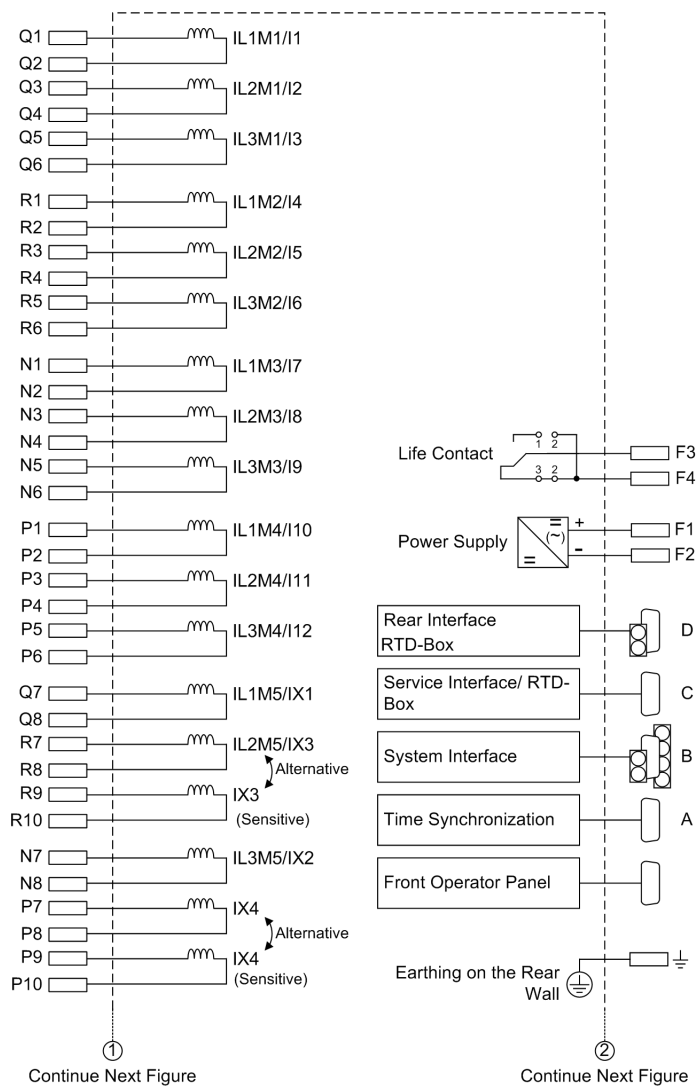 Q1
IL1M1/I1
Q2
Q3
IL2M1/I2
Q4
Q5
IL3M1/I3
Q6
R1
IL1M2/I4
R2
R3
IL2M2/I5
R4
R5
IL3M2/I6
R6
N1
IL1M3/I7
N2
N3
IL2M3/I8
N4
N5
IL3M3/I9
N6
P1
IL1M4/I10
P2
P3
IL2M4/I11
P4
P5
IL3M4/I12
P6
Q7
IL1M5/IX1
Q8
R7
IL2M5/IX3
R8
Alternative
R9
IX3
R10
(Sensitive)
N7
IL3M5/IX2
N8
P7
IX4
P8
Alternative
P9
IX4
(Sensitive)
P10
1
Continue Next Figure
1 2
Life Contact
F3
3 2
F4
= + F1
Power Supply
(~)
= - F2
Rear Interface
RTD-Box
D
Service Interface/ RTD-
Box
C
System Interface
B
Time Synchronization
A
Front Operator Panel
Earthing on the Rear
Wall
2
Continue Next Figure